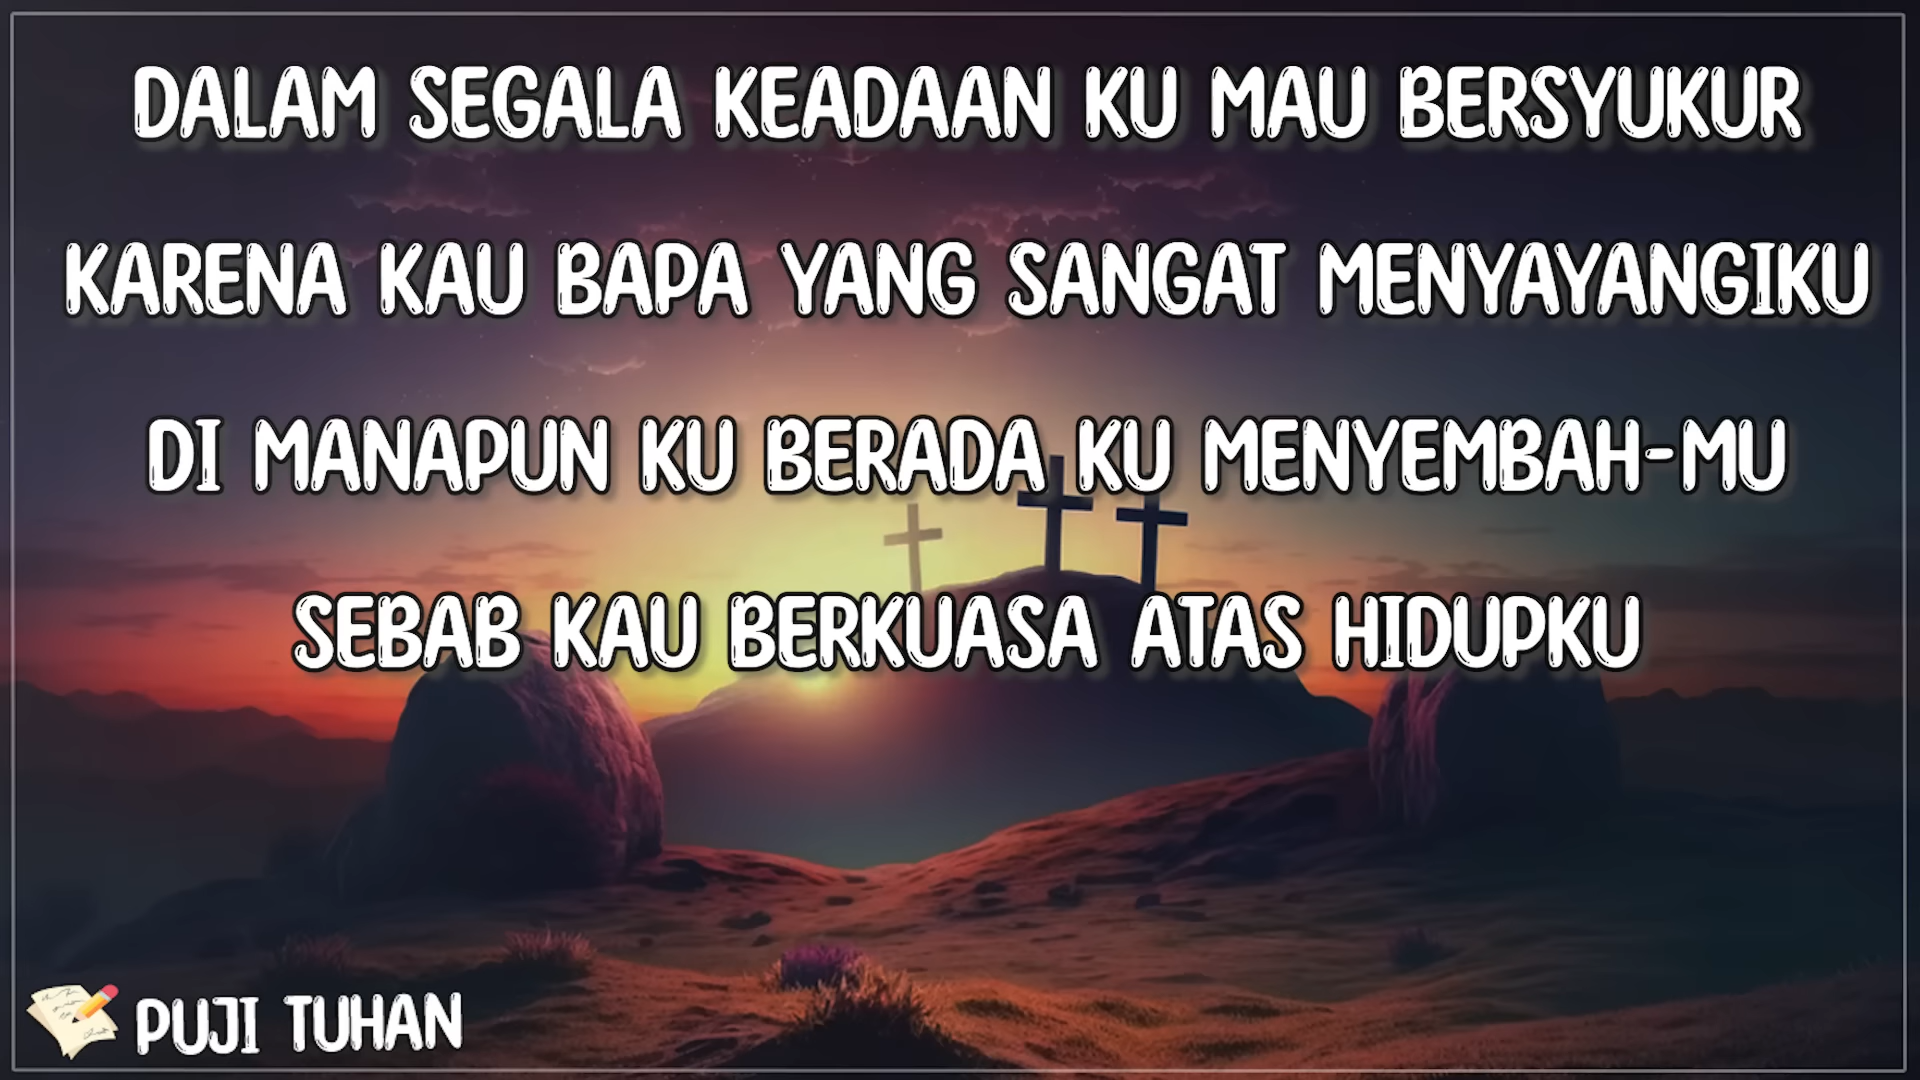 DALAM SEGALA KEADAAN KU MAU BERSYUKUR
KARENA KAU BAPA YANG SANGAT MENYAYANGIKU
DI MANAPUN KU BERADA KU MENYEMBAH-MU
SEBAB KAU BERKUASA ATAS HIDUPKU
PUJI TUHAN